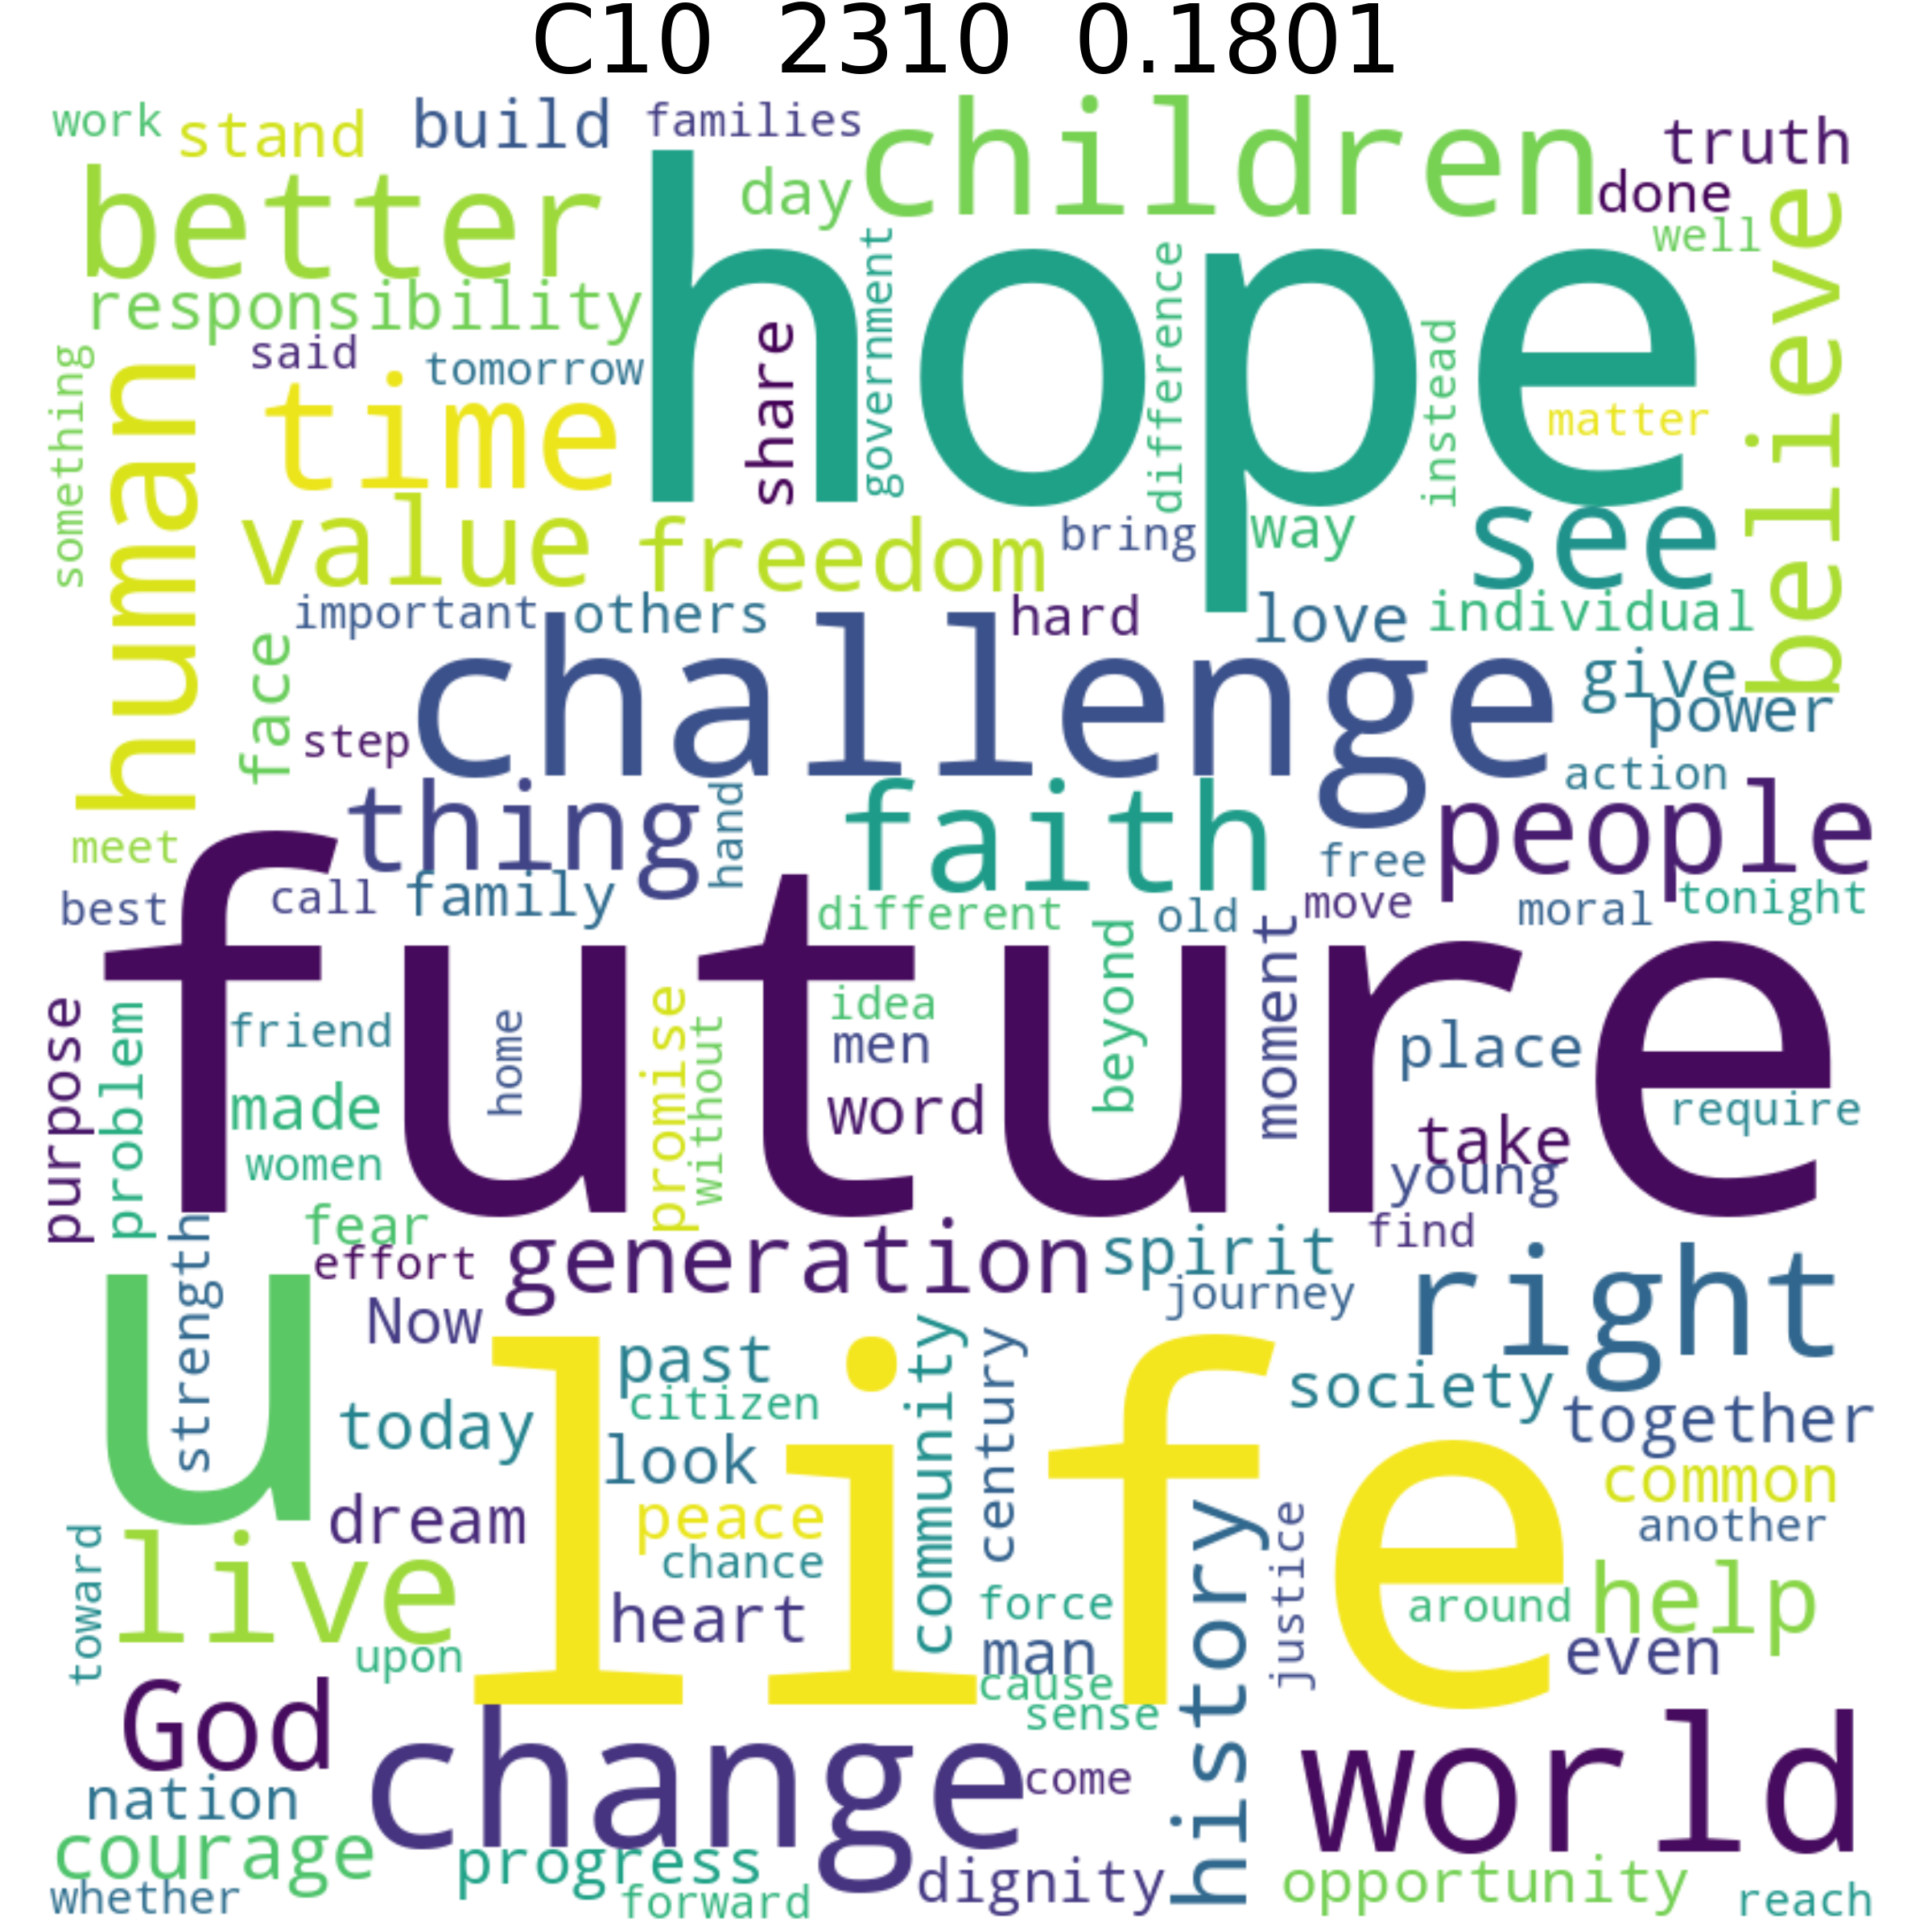 C10 2310 0.1801
work stand build families children truth
better day done well
hope believe
responsibility
said tomorrow share government difference instead matter
something human time
value freedom bring way see
important others hard love individual
face challenge give power
step action
thing hand faith people
meet free
best call family different old move moral tonight
future
purpose problem friend home promise without idea men beyond moment place
made word require
women take young
strength fear find
effort generation spirit journey right
u Now
life past community century society together
citizen
today look common
dream peace another
chance history justice
toward live heart force around help
upon man even
God cause
sense
change world
nation come
courage progress dignity opportunity
whether forward reach